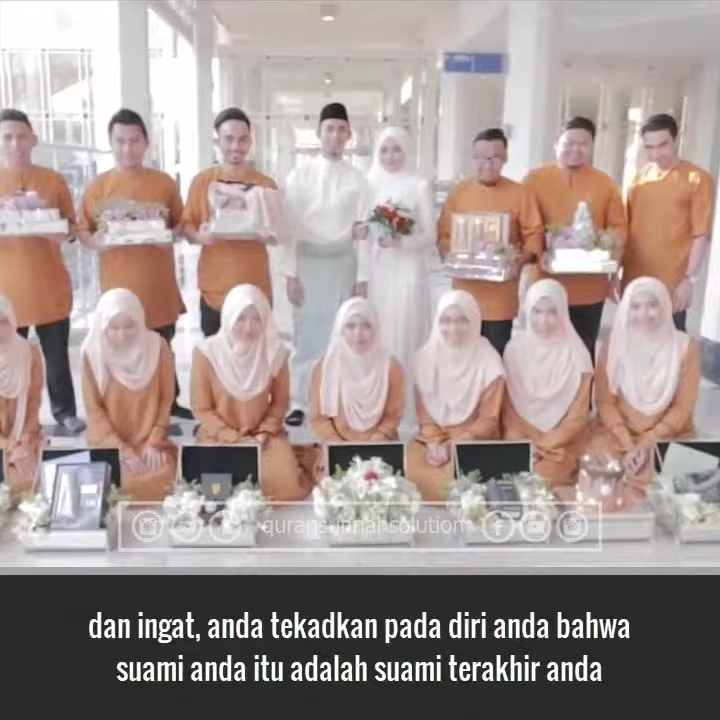 quransunnahsolution
dan ingat, anda tekadkan pada diri anda bahwa
suami anda itu adalah suami terakhir anda